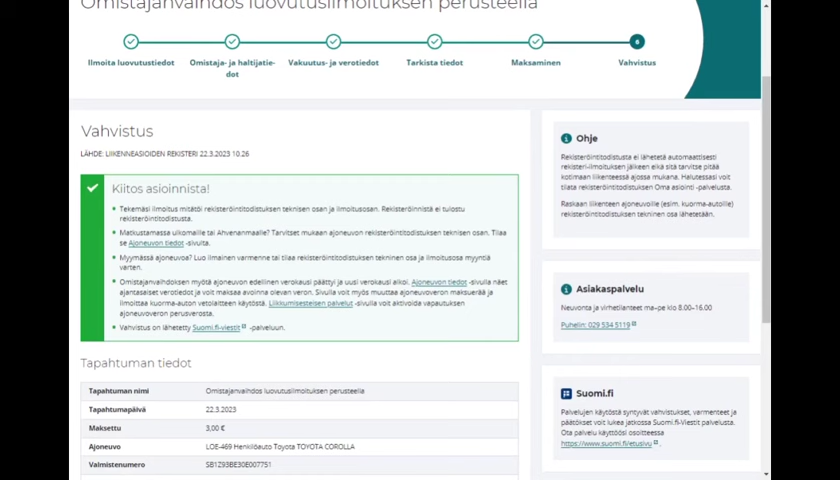 Omistajanvaihdos luovutusilmoituksen perusteella
Ilmoita luovutustiedot
Omistaja- ja haltijatie-
dot
Vakuutus- ja verotiedot
Tarkista tiedot
Maksaminen
6
Vahvistus
Vahvistus
LÄHDE: LIIKENNEASIOIDEN REKISTERI 22.3.2023 10.26
Kiitos asioinnista!
Tekemäsi ilmoitus mitätöi rekisteröintitodistuksen teknisen osan ja ilmoitusosan. Rekisteröinnistä ei tulostu
rekisteröintitodistusta.
Matkustamassa ulkomaille tai Ahvenanmaalle? Tarvitset mukaan ajoneuvon rekisteröintitodistuksen teknisen osan. Tilaa
se Ajoneuvon tiedot -sivulta.
Myymässä ajoneuvoa? Luo ilmainen varmenne tai tilaa rekisteröintitodistuksen tekninen osa ja ilmoitusosa myyntiä
varten.
Omistajanvaihdoksen myötä ajoneuvon edellinen verokausi päättyi ja uusi verokausi alkoi. Ajoneuvon tiedot -sivulla näet
ajantasaiset verotiedot ja voit maksaa avoinna olevan veron. Sivulla voit myös muuttaa ajoneuvoveron maksuerää ja
ilmoittaa kuorma-auton vetolaitteen käytöstä. Liikkumisesteisen palvelut -sivulla voit aktivoida vapautuksen
ajoneuvoveron perusverosta.
Vahvistus on lähetetty Suomi.fi-viestit -palveluun.
Tapahtuman tiedot
Tapahtuman nimi Omistajanvaihdos luovutusilmoituksen perusteella
Tapahtumapäivä 22.3.2023
Maksettu 3,00 €
Ajoneuvo LOE-469 Henkilöauto Toyota TOYOTA COROLLA
Valmistenumero SB1Z93BE30E007751
Ohje
Rekisteröintitodistusta ei lähetetä automaattisesti
rekisteri-ilmoituksen jälkeen eikä sitä tarvitse pitää
kotimaan liikenteessä ajossa mukana. Halutessasi voit
tilata rekisteröintitodistuksen Oma asiointi -palvelusta.
Raskaan liikenteen ajoneuvoille (esim. kuorma-autoille)
rekisteröintitodistuksen tekninen osa lähetetään.
Asiakaspalvelu
Neuvonta ja virhetilanteet ma–pe klo 8.00–16.00
Puhelin: 029 534 5119
Suomi.fi
Palvelujen käytöstä syntyvät vahvistukset, varmenteet ja
päätökset voit lukea jatkossa Suomi.fi-Viestit palvelusta.
Ota palvelu käyttöösi osoitteessa
https://www.suomi.fi/etusivu .